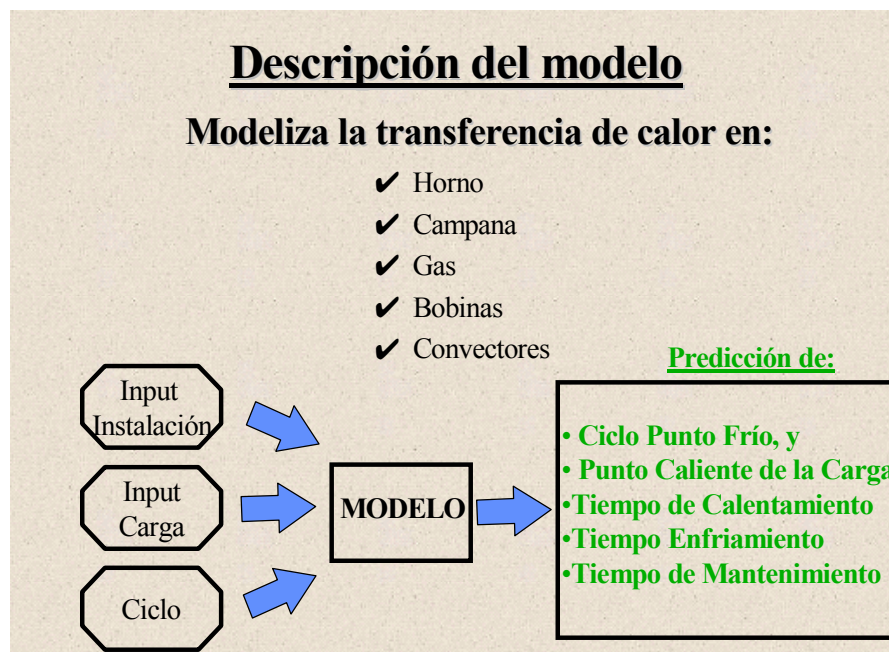 Descripción del modelo
Modeliza la transferencia de calor en:
✔ Horno
✔ Campana
✔ Gas
✔ Bobinas
✔ Convectores
Input
Instalación
Input
Carga
Ciclo
MODELO
Predicción de:
• Ciclo Punto Frío, y
• Punto Caliente de la Carga
•Tiempo de Calentamiento
•Tiempo Enfriamiento
•Tiempo de Mantenimiento